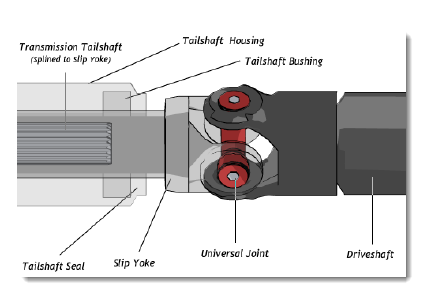 Transmission Tailshaft
(splined to slip yoke)
Tailshaft Housing
Tailshaft Bushing
Tailshaft Seal
Slip Yoke
Universal Joint
Driveshaft